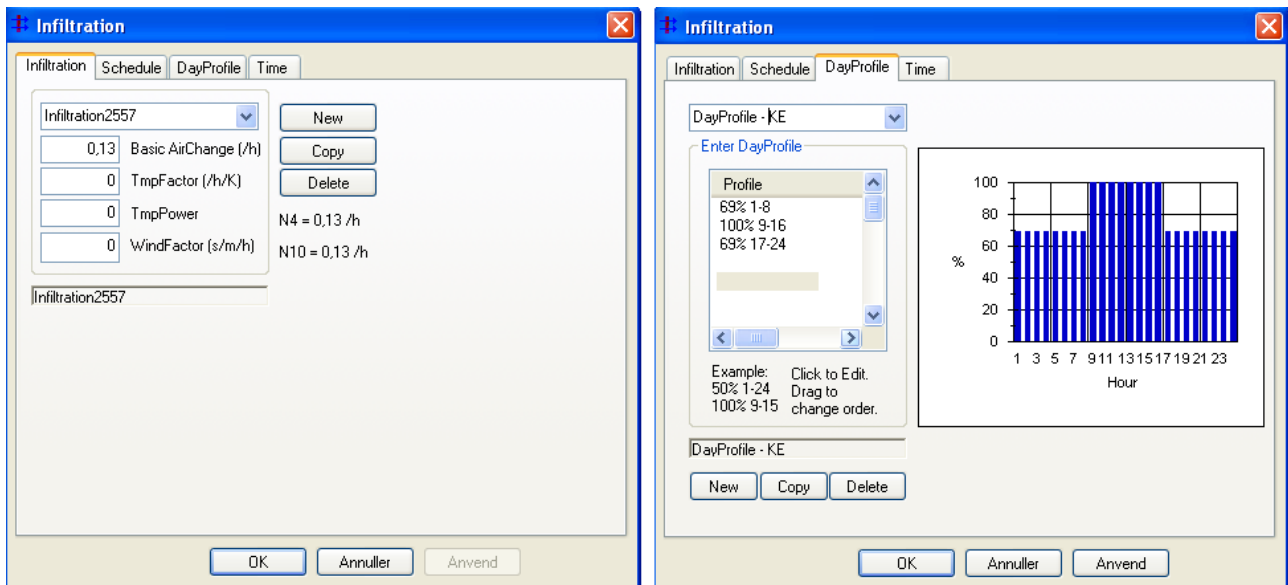 Infiltration
Infiltration Schedule DayProfile Time
Infiltration2557
New
0,13 Basic AirChange (/h)
Copy
0 TmpFactor (/h/K)
Delete
0 TmpPower
N4 = 0,13 /h
0 WindFactor (s/m/h)
N10 = 0,13 /h
Infiltration2557
OK Annuller Anvend
Infiltration
Infiltration Schedule DayProfile Time
DayProfile - KE
Enter DayProfile
Profile
69% 1-8
100% 9-16
69% 17-24
Example:
50% 1-24
100% 9-15
Click to Edit.
Drag to
change order.
100
80
60
%
40
20
0
1 3 5 7 9 11 13 15 17 19 21 23
Hour
DayProfile - KE
New Copy Delete
OK Annuller Anvend